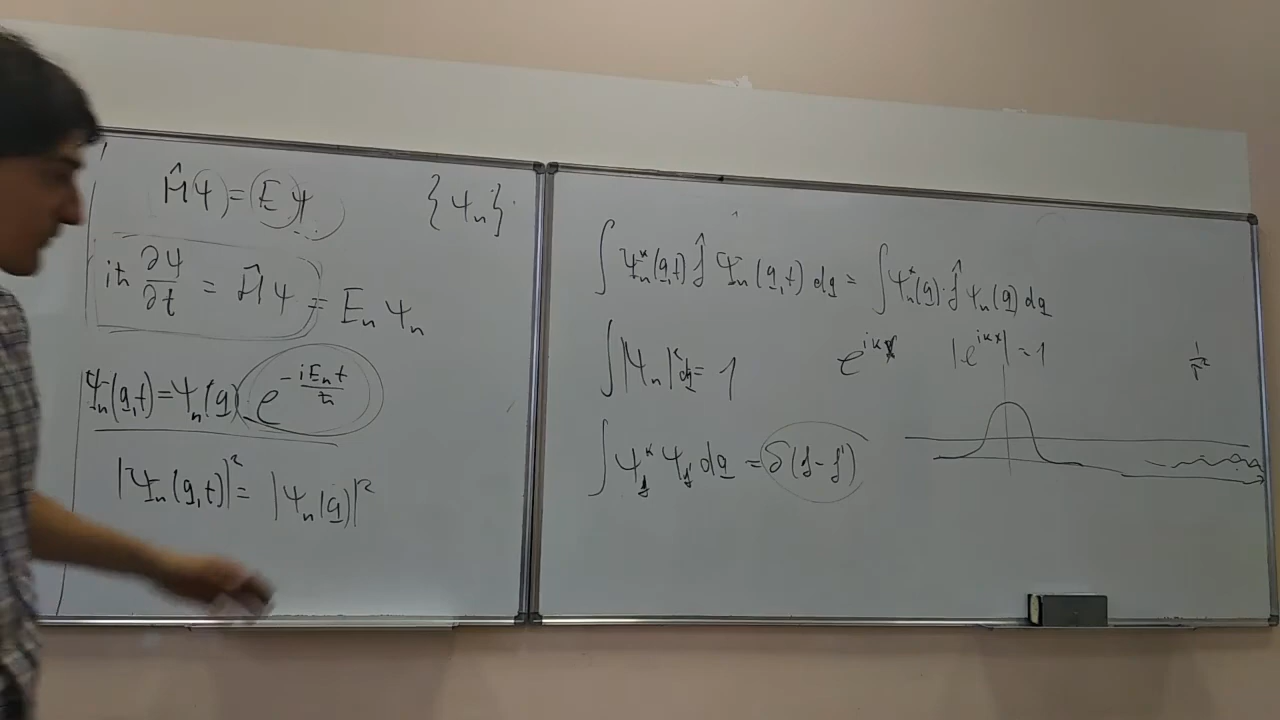 Ĥψ) = (Eψ {ψₙ}
iħ ∂ψ/∂t = Ĥψ = Eₙψₙ
Ψₙ(q,t) = ψₙ(q) e^(-iEₙt/ħ)
|Ψₙ(q,t)|² = |ψₙ(q)|²
∫Ψₙ*(q,t) f̂ Ψₙ(q,t) dq = ∫ψₙ*(q)·f̂ ψₙ(q) dq
∫|Ψₙ|² dq = 1 e^(ikx) |e^(ikx)| = 1 1/r²
∫ψ_f* ψ_f' dq = δ(f-f')